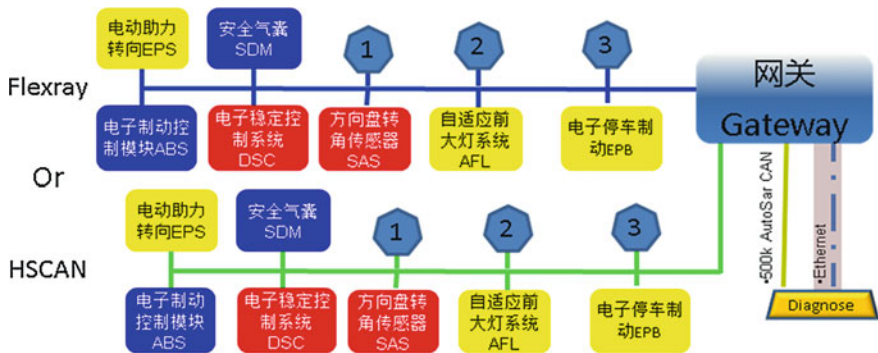 电动助力
转向EPS
安全气囊
SDM
1
2
3
网关
Gateway
Flexray
电子制动控
制模块ABS
电子稳定控
制系统
DSC
方向盘转
角传感器
SAS
自适应前
大灯系统
AFL
电子停车制
动EPB
Or
电动助力
转向EPS
安全气囊
SDM
1
2
3
HSCAN
电子制动
控制模块
ABS
电子稳定控
制系统
DSC
方向盘转
角传感器
SAS
自适应前
大灯系统
AFL
电子停车制
动EPB
•500k AutoSar CAN
•Ethernet
Diagnose